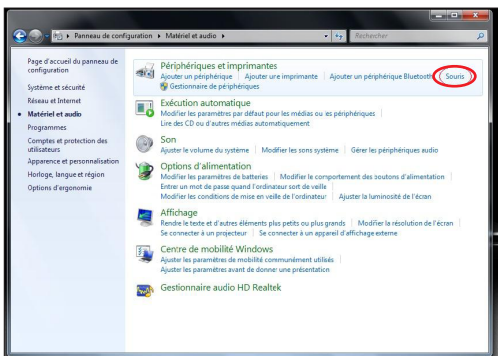 Panneau de configuration ▸ Matériel et audio ▸
Rechercher
Page d'accueil du panneau de
configuration
Système et sécurité
Réseau et Internet
Matériel et audio
Programmes
Comptes et protection des
utilisateurs
Apparence et personnalisation
Horloge, langue et région
Options d'ergonomie
Périphériques et imprimantes
Ajouter un périphérique | Ajouter une imprimante | Ajouter un périphérique Bluetooth | Souris
Gestionnaire de périphériques
Exécution automatique
Modifier les paramètres par défaut pour les médias ou les périphériques
Lire des CD ou d'autres médias automatiquement
Son
Ajuster le volume du système | Modifier les sons système | Gérer les périphériques audio
Options d'alimentation
Modifier les paramètres de batteries | Modifier le comportement des boutons d'alimentation
Entrer un mot de passe quand l'ordinateur sort de veille
Modifier les conditions de mise en veille de l'ordinateur | Ajuster la luminosité de l'écran
Affichage
Rendre le texte et d'autres éléments plus petits ou plus grands | Modifier la résolution de l'écran
Se connecter à un projecteur | Se connecter à un appareil d'affichage externe
Centre de mobilité Windows
Ajuster les paramètres de mobilité communément utilisés
Ajuster les paramètres avant de donner une présentation
Gestionnaire audio HD Realtek